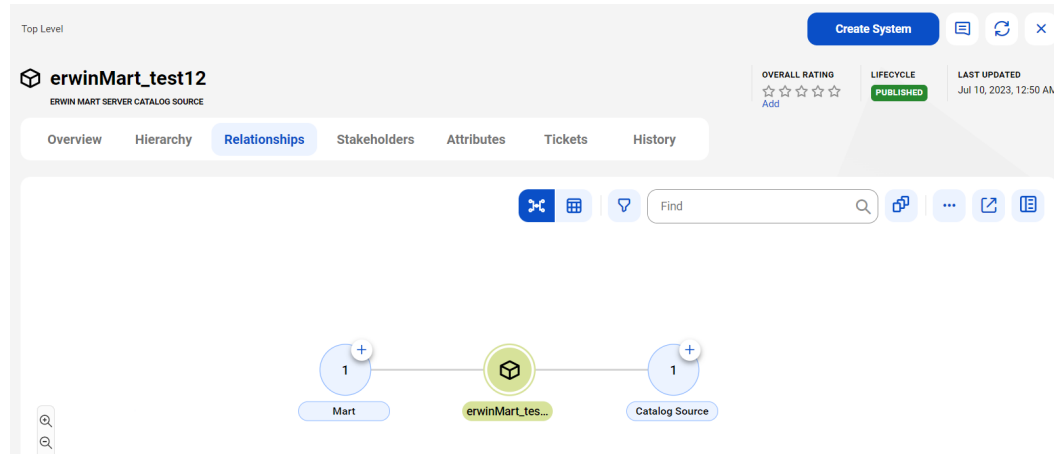 Top Level
Create System
erwinMart_test12
ERWIN MART SERVER CATALOG SOURCE
OVERALL RATING
Add
LIFECYCLE
PUBLISHED
LAST UPDATED
Jul 10, 2023, 12:50 AM
Overview Hierarchy Relationships Stakeholders Attributes Tickets History
Find
1 1
Mart erwinMart_tes... Catalog Source